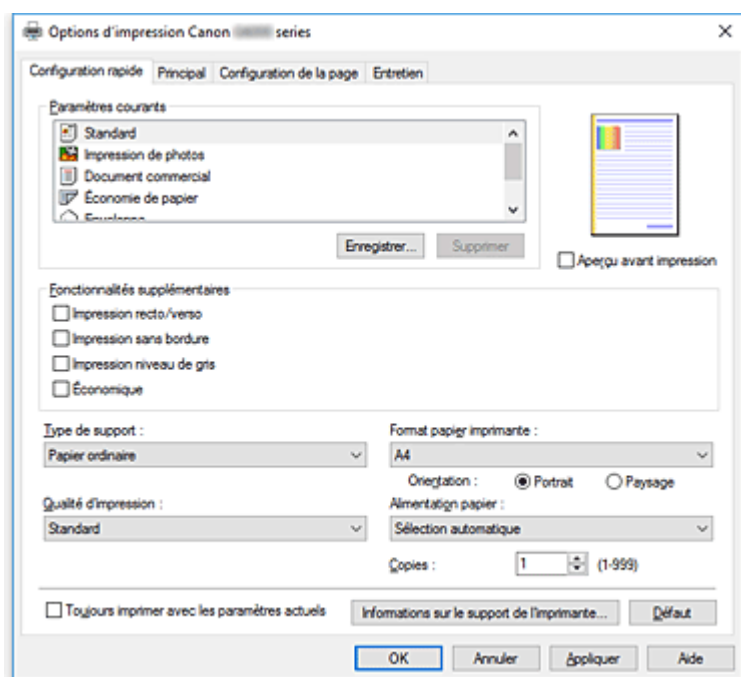 Options d'impression Canon series
Configuration rapide Principal Configuration de la page Entretien
Paramètres courants
Standard
Impression de photos
Document commercial
Économie de papier
Enregistrer... Supprimer
Aperçu avant impression
Fonctionnalités supplémentaires
Impression recto/verso
Impression sans bordure
Impression niveau de gris
Économique
Type de support :
Papier ordinaire
Format papier imprimante :
A4
Orientation : Portrait Paysage
Qualité d'impression :
Standard
Alimentation papier :
Sélection automatique
Copies : 1 (1-999)
Toujours imprimer avec les paramètres actuels Informations sur le support de l'imprimante... Défaut
OK Annuler Appliquer Aide